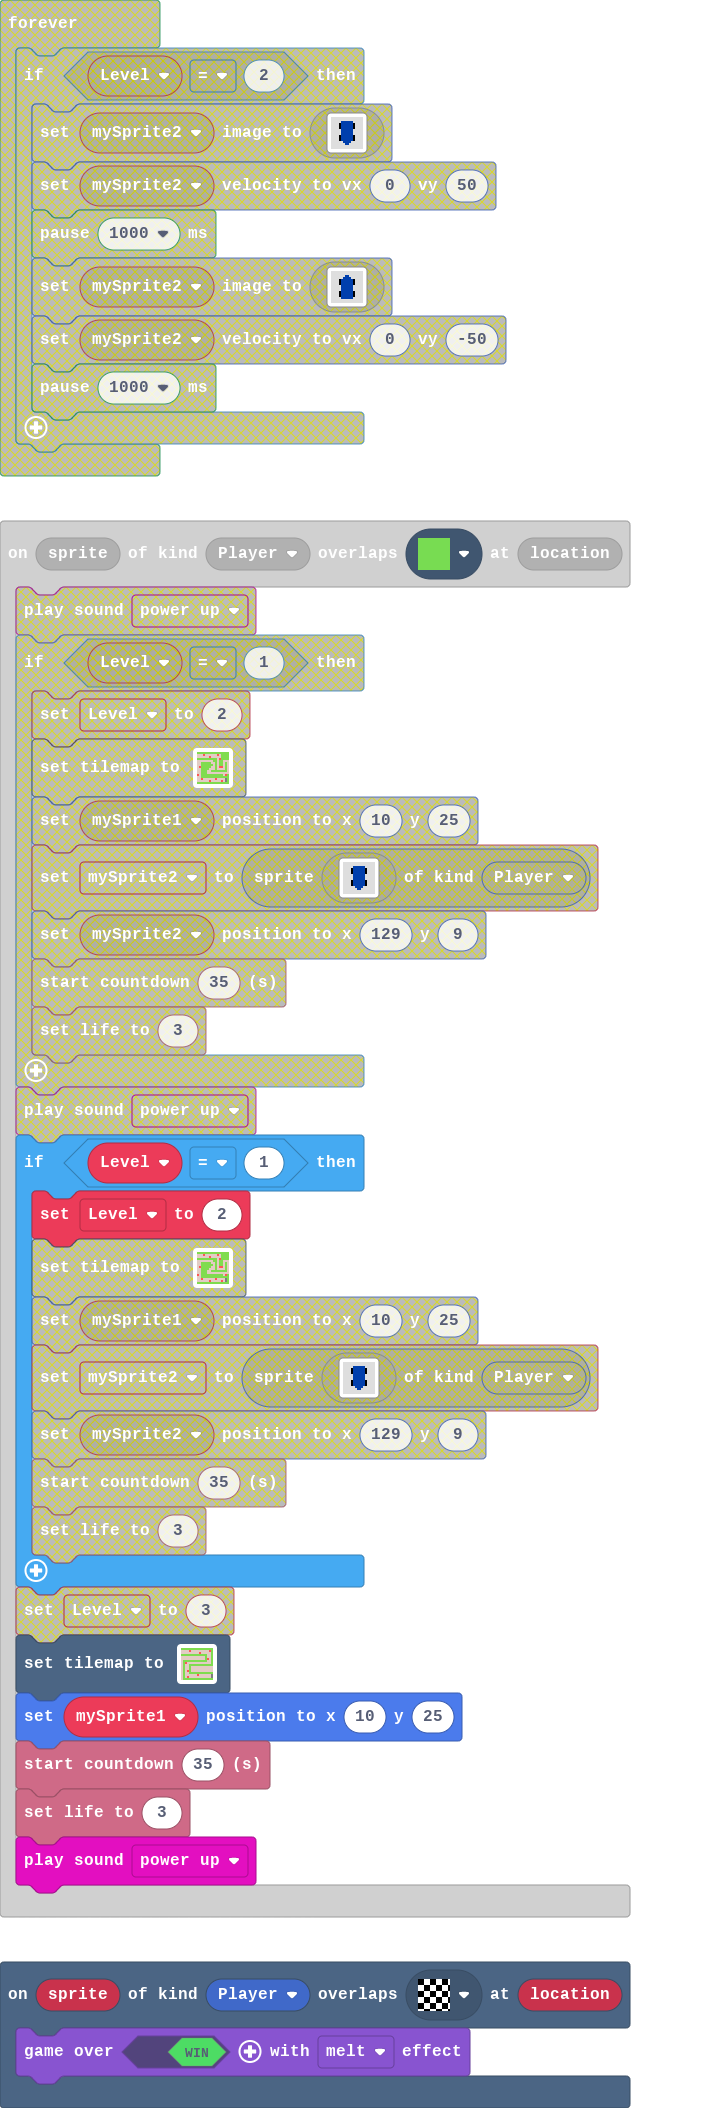 forever
if Level = 2 then
set mySprite2 image to
set mySprite2 velocity to vx 0 vy 50
pause 1000 ms
set mySprite2 image to
set mySprite2 velocity to vx 0 vy -50
pause 1000 ms
on sprite of kind Player overlaps at location
play sound power up
if Level = 1 then
set Level to 2
set tilemap to
set mySprite1 position to x 10 y 25
set mySprite2 to sprite of kind Player
set mySprite2 position to x 129 y 9
start countdown 35 (s)
set life to 3
play sound power up
if Level = 1 then
set Level to 2
set tilemap to
set mySprite1 position to x 10 y 25
set mySprite2 to sprite of kind Player
set mySprite2 position to x 129 y 9
start countdown 35 (s)
set life to 3
set Level to 3
set tilemap to
set mySprite1 position to x 10 y 25
start countdown 35 (s)
set life to 3
play sound power up
on sprite of kind Player overlaps at location
game over WIN with melt effect